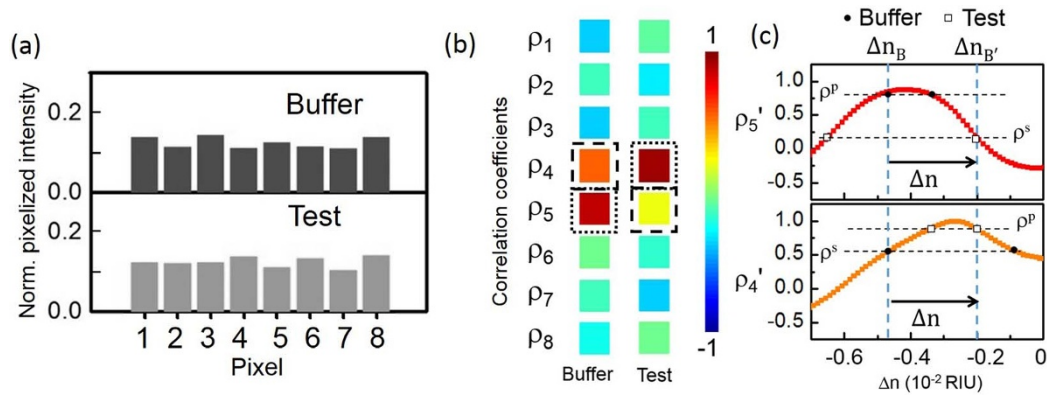 (a)
Norm. pixelized intensity
0.2
Buffer
0.0
0.2
Test
0.0
1 2 3 4 5 6 7 8
Pixel
(b)
Correlation coefficients
ρ1
ρ2
ρ3
ρ4
ρ5
ρ6
ρ7
ρ8
Buffer Test
1
-1
(c)
● Buffer □ Test
ΔnB ΔnB′
ρ5'
1.0
0.5
0.0
-0.5
ρp
ρs
Δn
ρ4'
1.0
0.5
0.0
-0.5
ρs
ρp
Δn
-0.6 -0.4 -0.2 0
Δn (10-2 RIU)